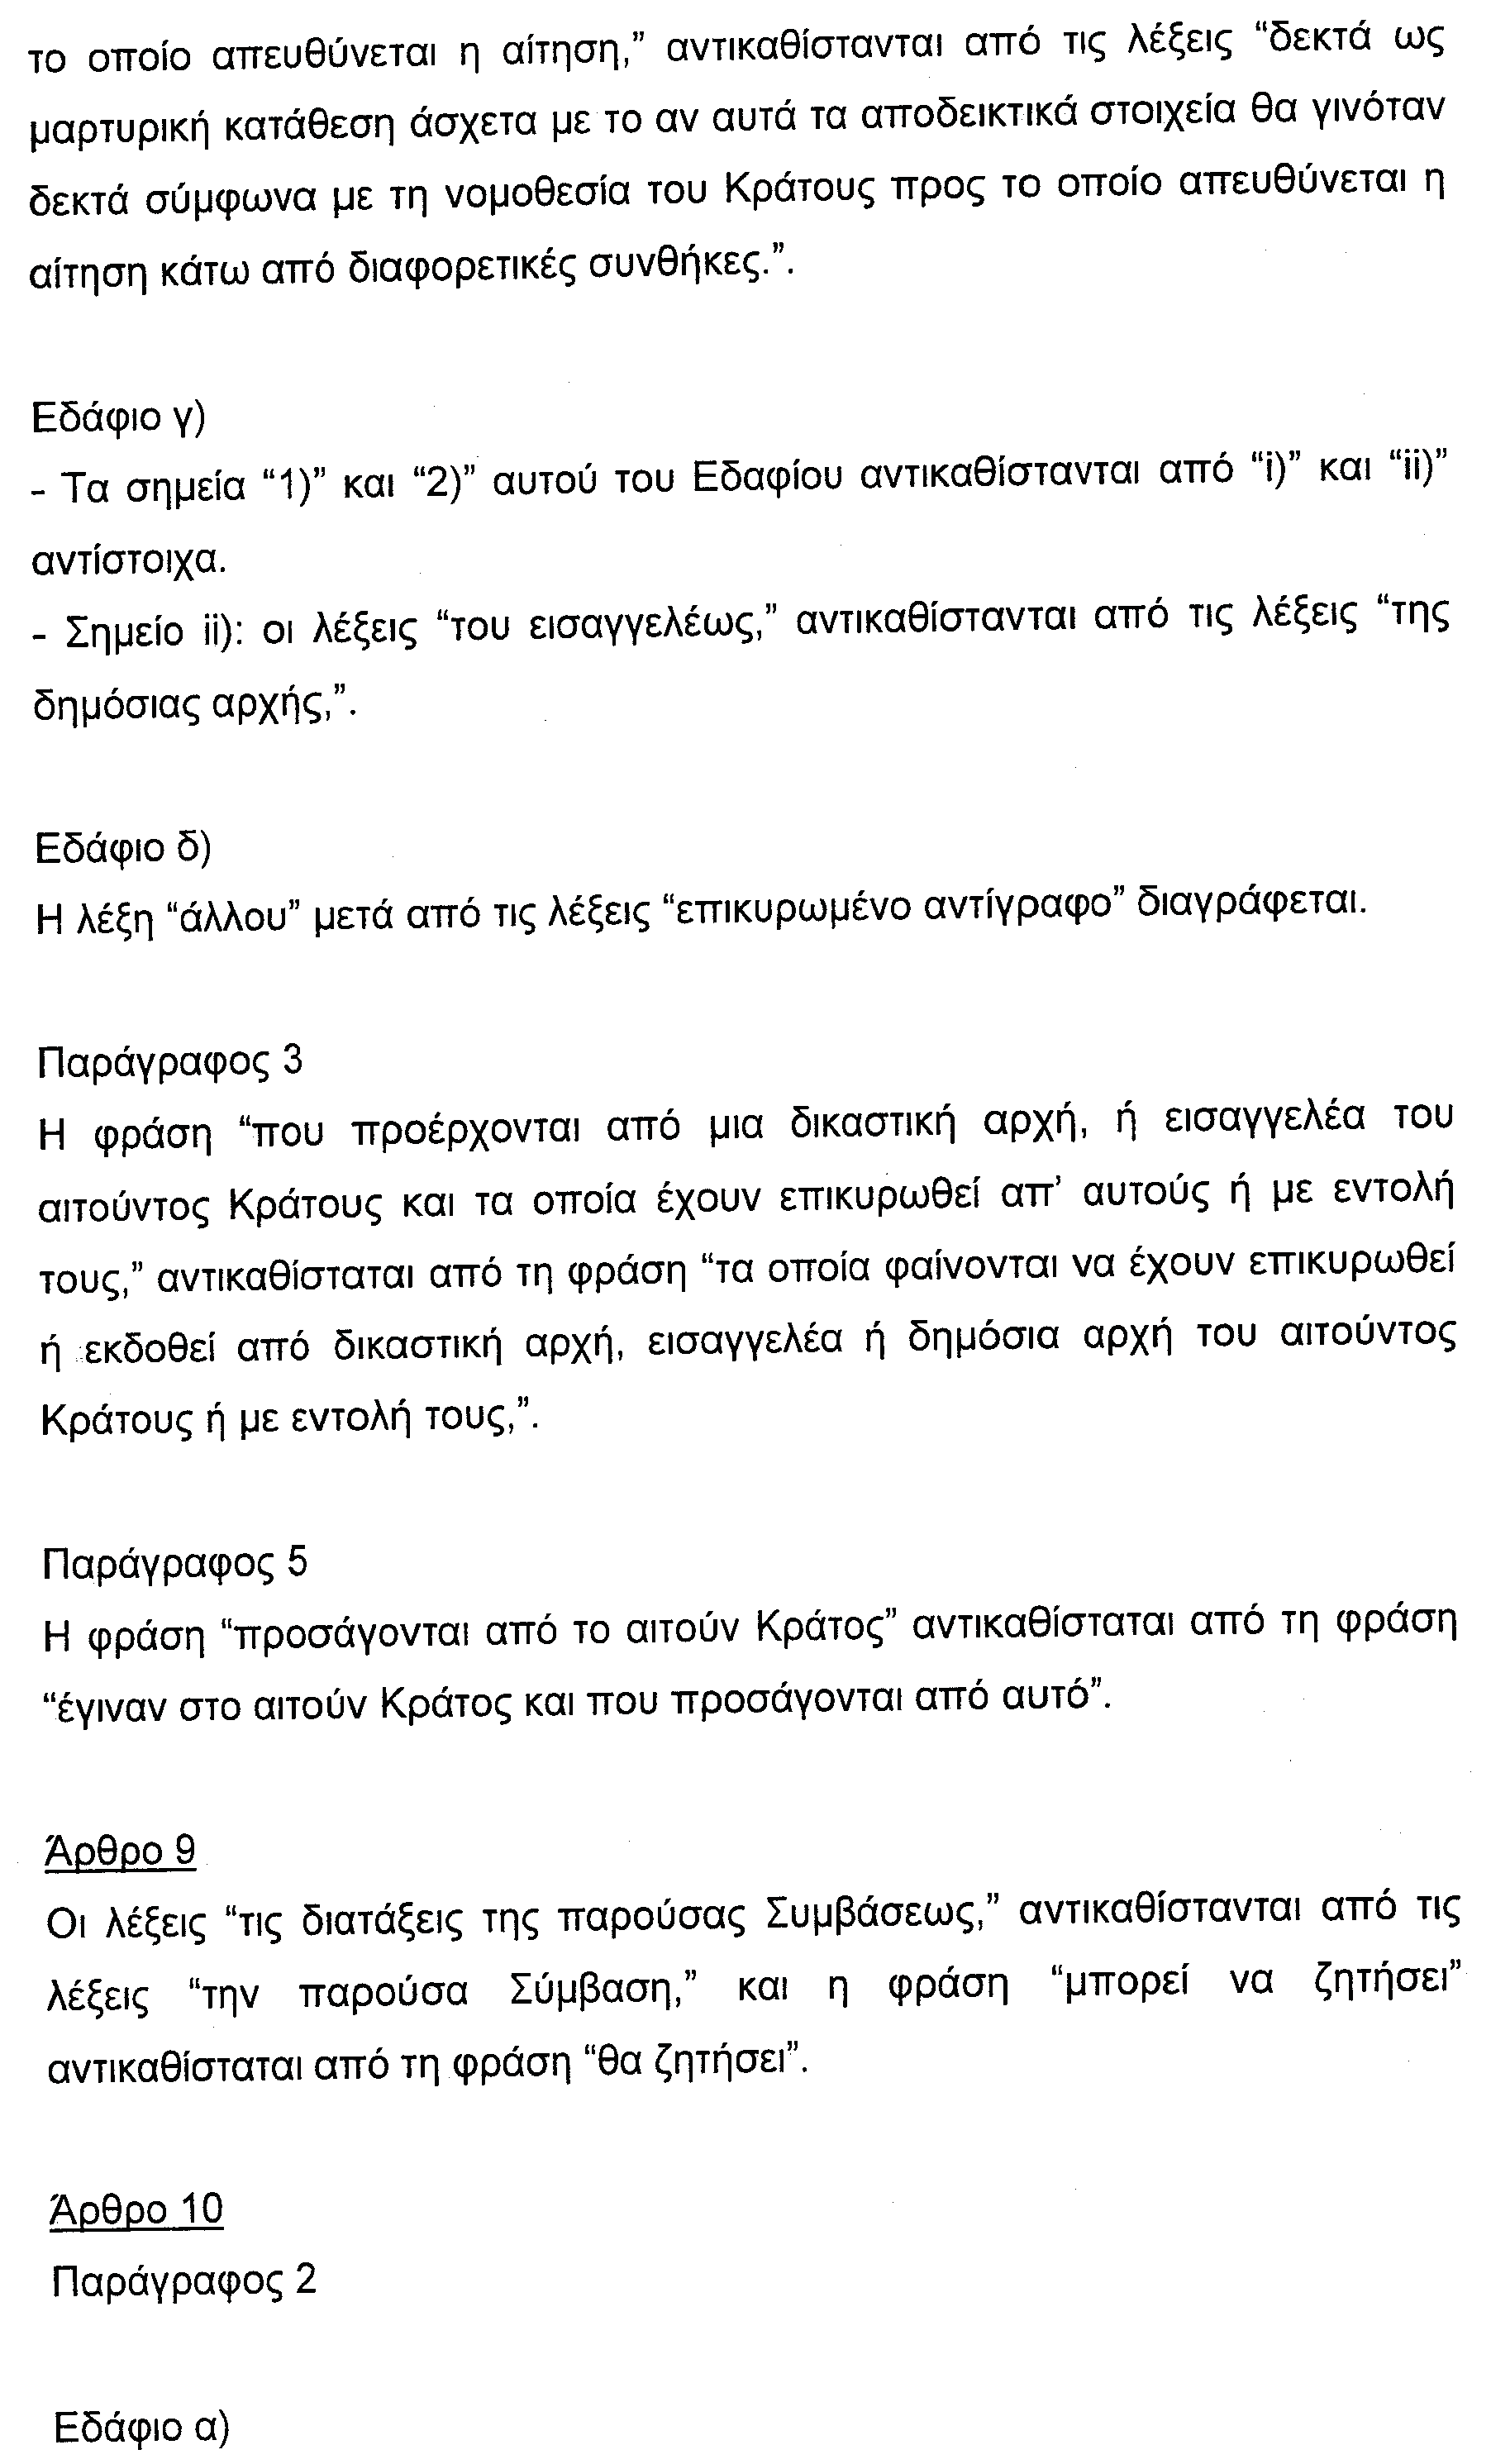 το οποίο απευθύνεται η αίτηση,” αντικαθίστανται από τις λέξεις “δεκτά ως
μαρτυρική κατάθεση άσχετα με το αν αυτά τα αποδεικτικά στοιχεία θα γινόταν
δεκτά σύμφωνα με τη νομοθεσία του Κράτους προς το οποίο απευθύνεται η
αίτηση κάτω από διαφορετικές συνθήκες.”.
Εδάφιο γ)
- Τα σημεία “1)” και “2)” αυτού του Εδαφίου αντικαθίστανται από “i)” και “ii)”
αντίστοιχα.
- Σημείο ii): οι λέξεις “του εισαγγελέως,” αντικαθίστανται από τις λέξεις “της
δημόσιας αρχής,”.
Εδάφιο δ)
Η λέξη “άλλου” μετά από τις λέξεις “επικυρωμένο αντίγραφο” διαγράφεται.
Παράγραφος 3
Η φράση “που προέρχονται από μια δικαστική αρχή, ή εισαγγελέα του
αιτούντος Κράτους και τα οποία έχουν επικυρωθεί απ’ αυτούς ή με εντολή
τους,” αντικαθίσταται από τη φράση “τα οποία φαίνονται να έχουν επικυρωθεί
ή εκδοθεί από δικαστική αρχή, εισαγγελέα ή δημόσια αρχή του αιτούντος
Κράτους ή με εντολή τους,”.
Παράγραφος 5
Η φράση “προσάγονται από το αιτούν Κράτος” αντικαθίσταται από τη φράση
“έγιναν στο αιτούν Κράτος και που προσάγονται από αυτό”.
Άρθρο 9
Οι λέξεις “τις διατάξεις της παρούσας Συμβάσεως,” αντικαθίστανται από τις
λέξεις “την παρούσα Σύμβαση,” και η φράση “μπορεί να ζητήσει”
αντικαθίσταται από τη φράση “θα ζητήσει”.
Άρθρο 10
Παράγραφος 2
Εδάφιο α)